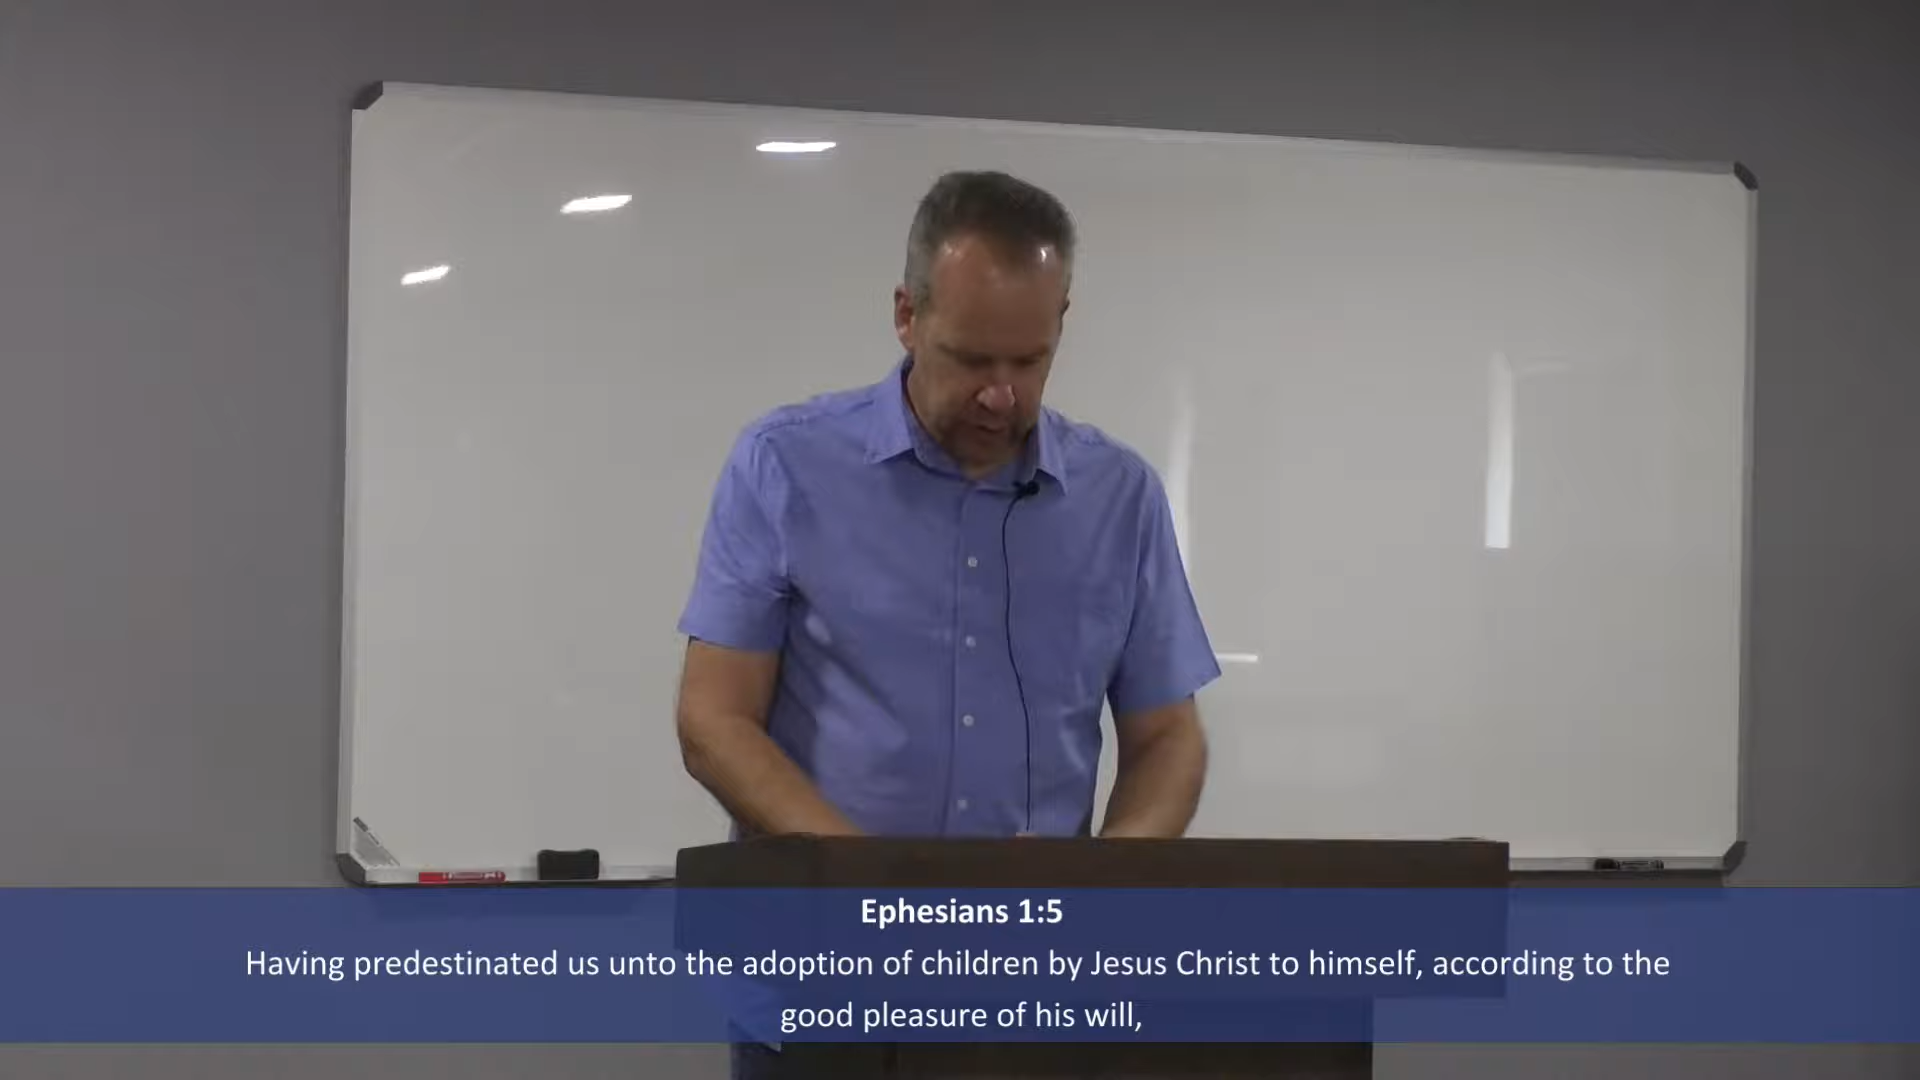 Ephesians 1:5
Having predestinated us unto the adoption of children by Jesus Christ to himself, according to the
good pleasure of his will,